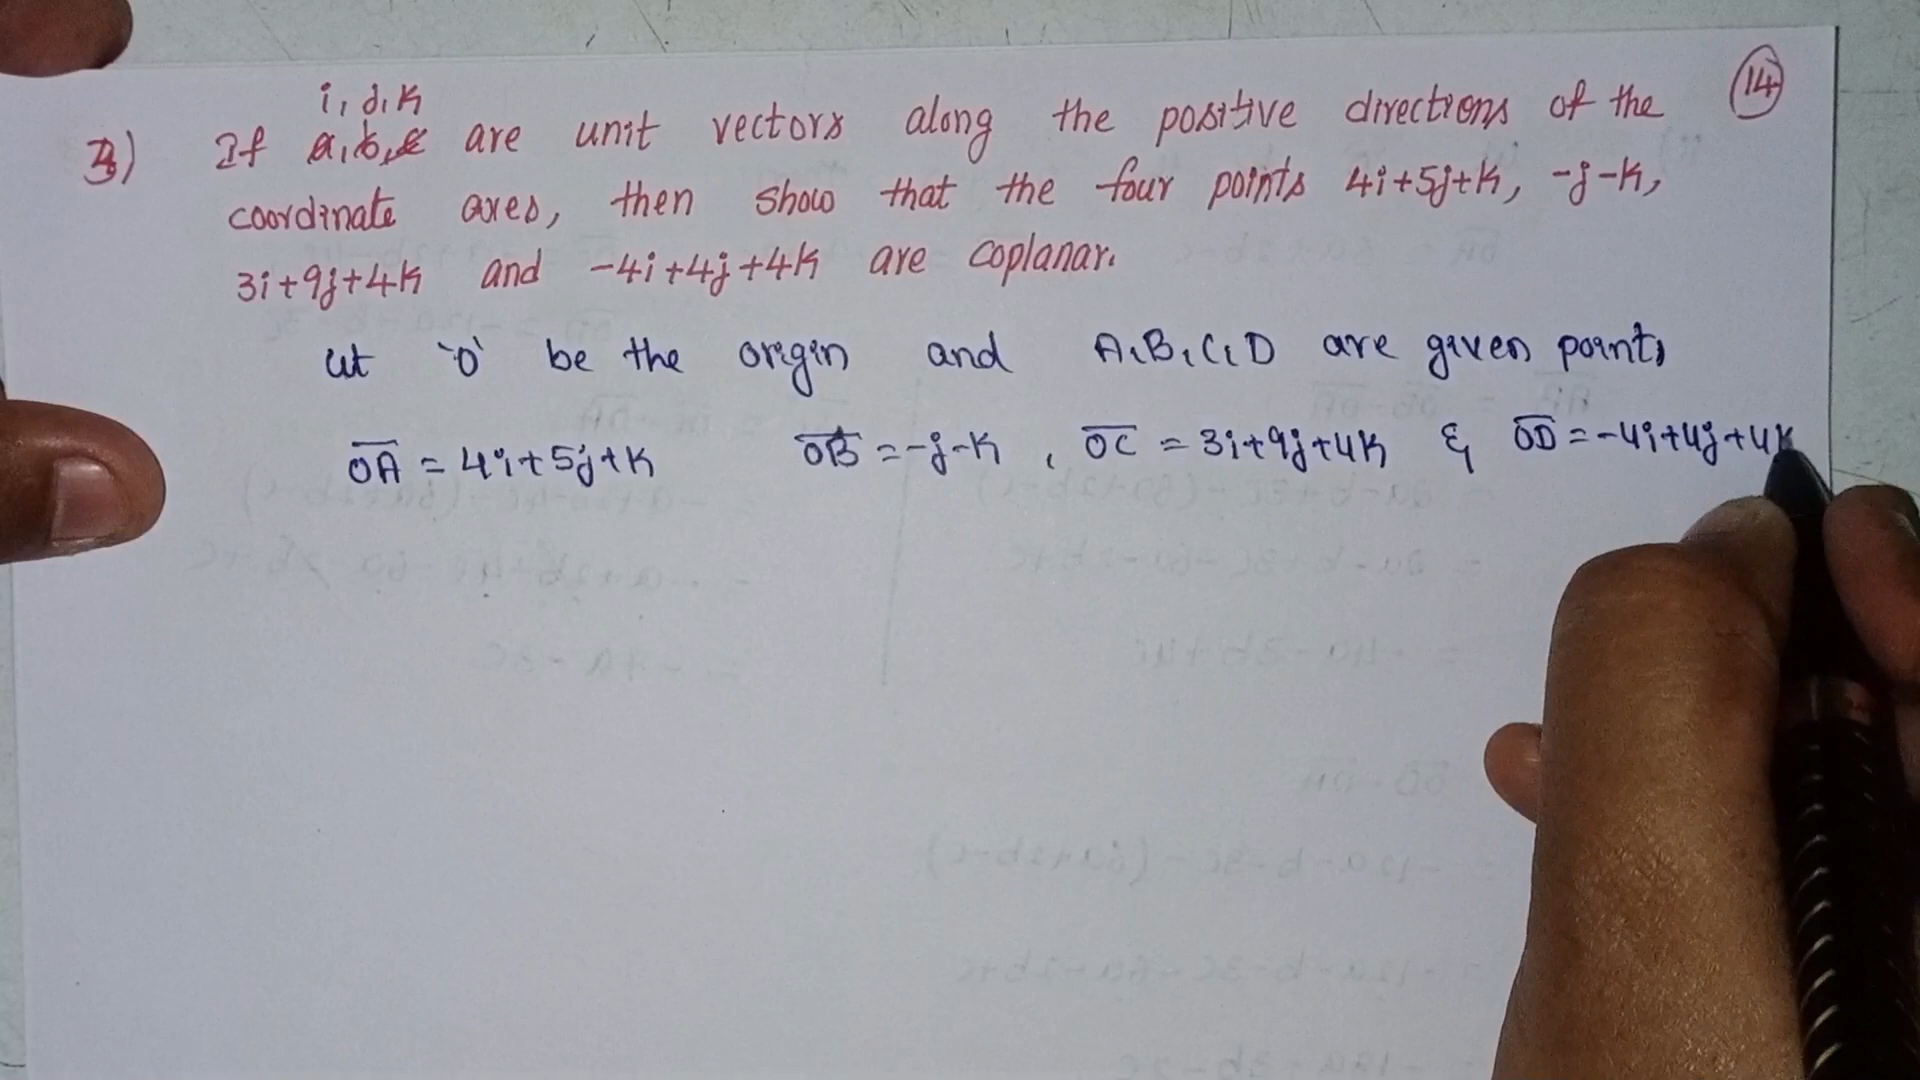 14
i, j, k
3) If a, b, c are unit vectors along the positive directions of the
coordinate axes, then show that the four points 4i+5j+k, -j-k,
3i+9j+4k and -4i+4j+4k are coplanar.
Let 'O' be the origin and A, B, C, D are given points
OA = 4i+5j+k OB = -j-k , OC = 3i+9j+4k & OD = -4i+4j+4k